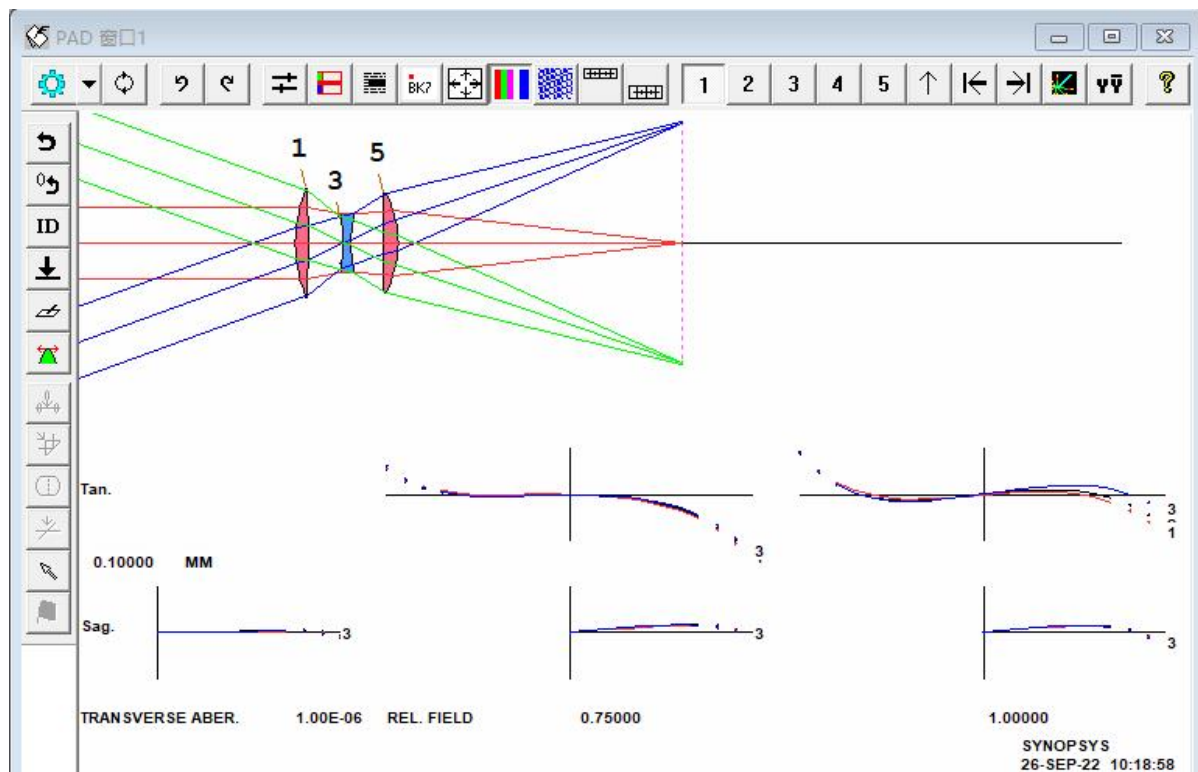 PAD 窗口1
BK7
1 2 3 4 5 ↑ yȳ ?
ID
1 3 5
Tan.
3
3
1
0.10000 MM
Sag.
3
3
3
TRANSVERSE ABER. 1.00E-06 REL. FIELD 0.75000 1.00000
SYNOPSYS
26-SEP-22 10:18:58